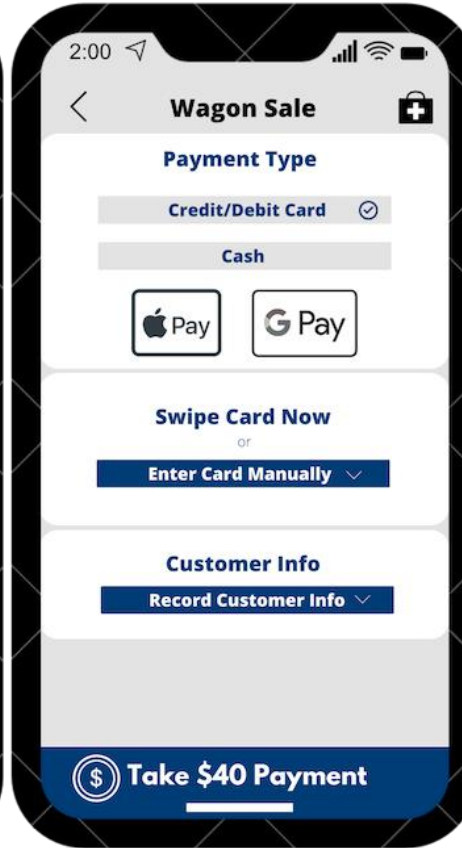 2:00
Wagon Sale
Payment Type
Credit/Debit Card
Cash
Pay
G Pay
Swipe Card Now
or
Enter Card Manually
Customer Info
Record Customer Info
$ Take $40 Payment